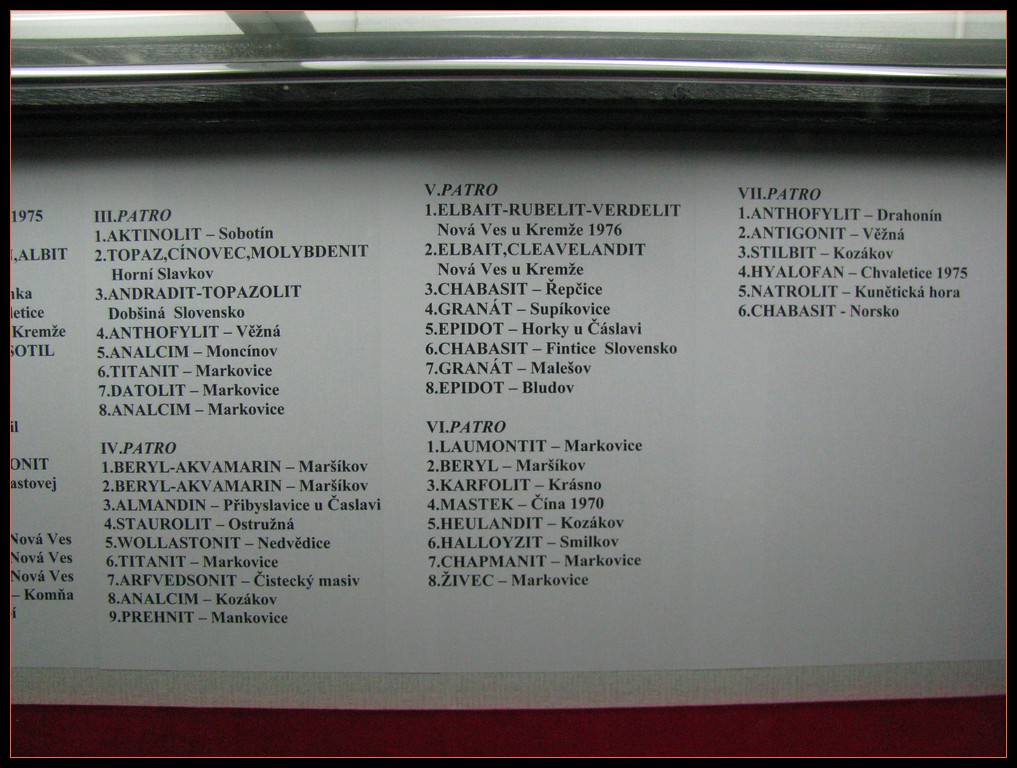 1975
ALBIT
nka
letice
Kremže
SOTIL
ONIT
astovej
Nová Ves
Nová Ves
Nová Ves
– Komňa
III.PATRO
1.AKTINOLIT – Sobotín
2.TOPAZ,CÍNOVEC,MOLYBDENIT
Horní Slavkov
3.ANDRADIT-TOPAZOLIT
Dobšiná Slovensko
4.ANTHOFYLIT – Věžná
5.ANALCIM – Moncínov
6.TITANIT – Markovice
7.DATOLIT – Markovice
8.ANALCIM – Markovice
IV.PATRO
1.BERYL-AKVAMARIN – Maršíkov
2.BERYL-AKVAMARIN – Maršíkov
3.ALMANDIN – Přibyslavice u Časlavi
4.STAUROLIT – Ostružná
5.WOLLASTONIT – Nedvědice
6.TITANIT – Markovice
7.ARFVEDSONIT – Čistecký masiv
8.ANALCIM – Kozákov
9.PREHNIT – Mankovice
V.PATRO
1.ELBAIT-RUBELIT-VERDELIT
Nová Ves u Kremže 1976
2.ELBAIT,CLEAVELANDIT
Nová Ves u Kremže
3.CHABASIT – Řepčice
4.GRANÁT – Supíkovice
5.EPIDOT – Horky u Čáslavi
6.CHABASIT – Fintice Slovensko
7.GRANÁT – Malešov
8.EPIDOT – Bludov
VI.PATRO
1.LAUMONTIT – Markovice
2.BERYL – Maršíkov
3.KARFOLIT – Krásno
4.MASTEK – Čína 1970
5.HEULANDIT – Kozákov
6.HALLOYZIT – Smilkov
7.CHAPMANIT – Markovice
8.ŽIVEC – Markovice
VII.PATRO
1.ANTHOFYLIT – Drahonín
2.ANTIGONIT – Věžná
3.STILBIT – Kozákov
4.HYALOFAN – Chvaletice 1975
5.NATROLIT – Kunětická hora
6.CHABASIT - Norsko